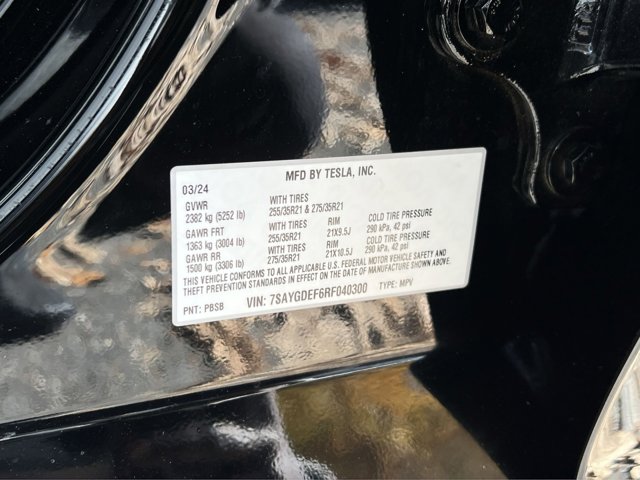 MFD BY TESLA, INC.
03/24
GVWR WITH TIRES
2382 kg (5252 lb) 255/35R21 & 275/35R21
GAWR FRT WITH TIRES RIM COLD TIRE PRESSURE
1363 kg (3004 lb) 255/35R21 21X9.5J 290 kPa, 42 psi
GAWR RR WITH TIRES RIM COLD TIRE PRESSURE
1500 kg (3306 lb) 275/35R21 21X10.5J 290 kPa, 42 psi
THIS VEHICLE CONFORMS TO ALL APPLICABLE U.S. FEDERAL MOTOR VEHICLE SAFETY AND
THEFT PREVENTION STANDARDS IN EFFECT ON THE DATE OF MANUFACTURE SHOWN ABOVE.
PNT: PBSB VIN: 7SAYGDEF6RF040300 TYPE: MPV